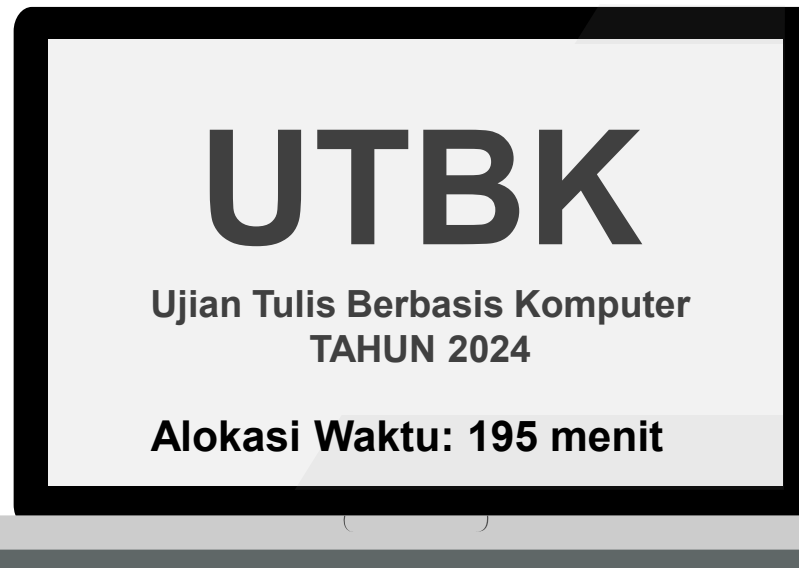 UTBK
Ujian Tulis Berbasis Komputer
TAHUN 2024
Alokasi Waktu: 195 menit